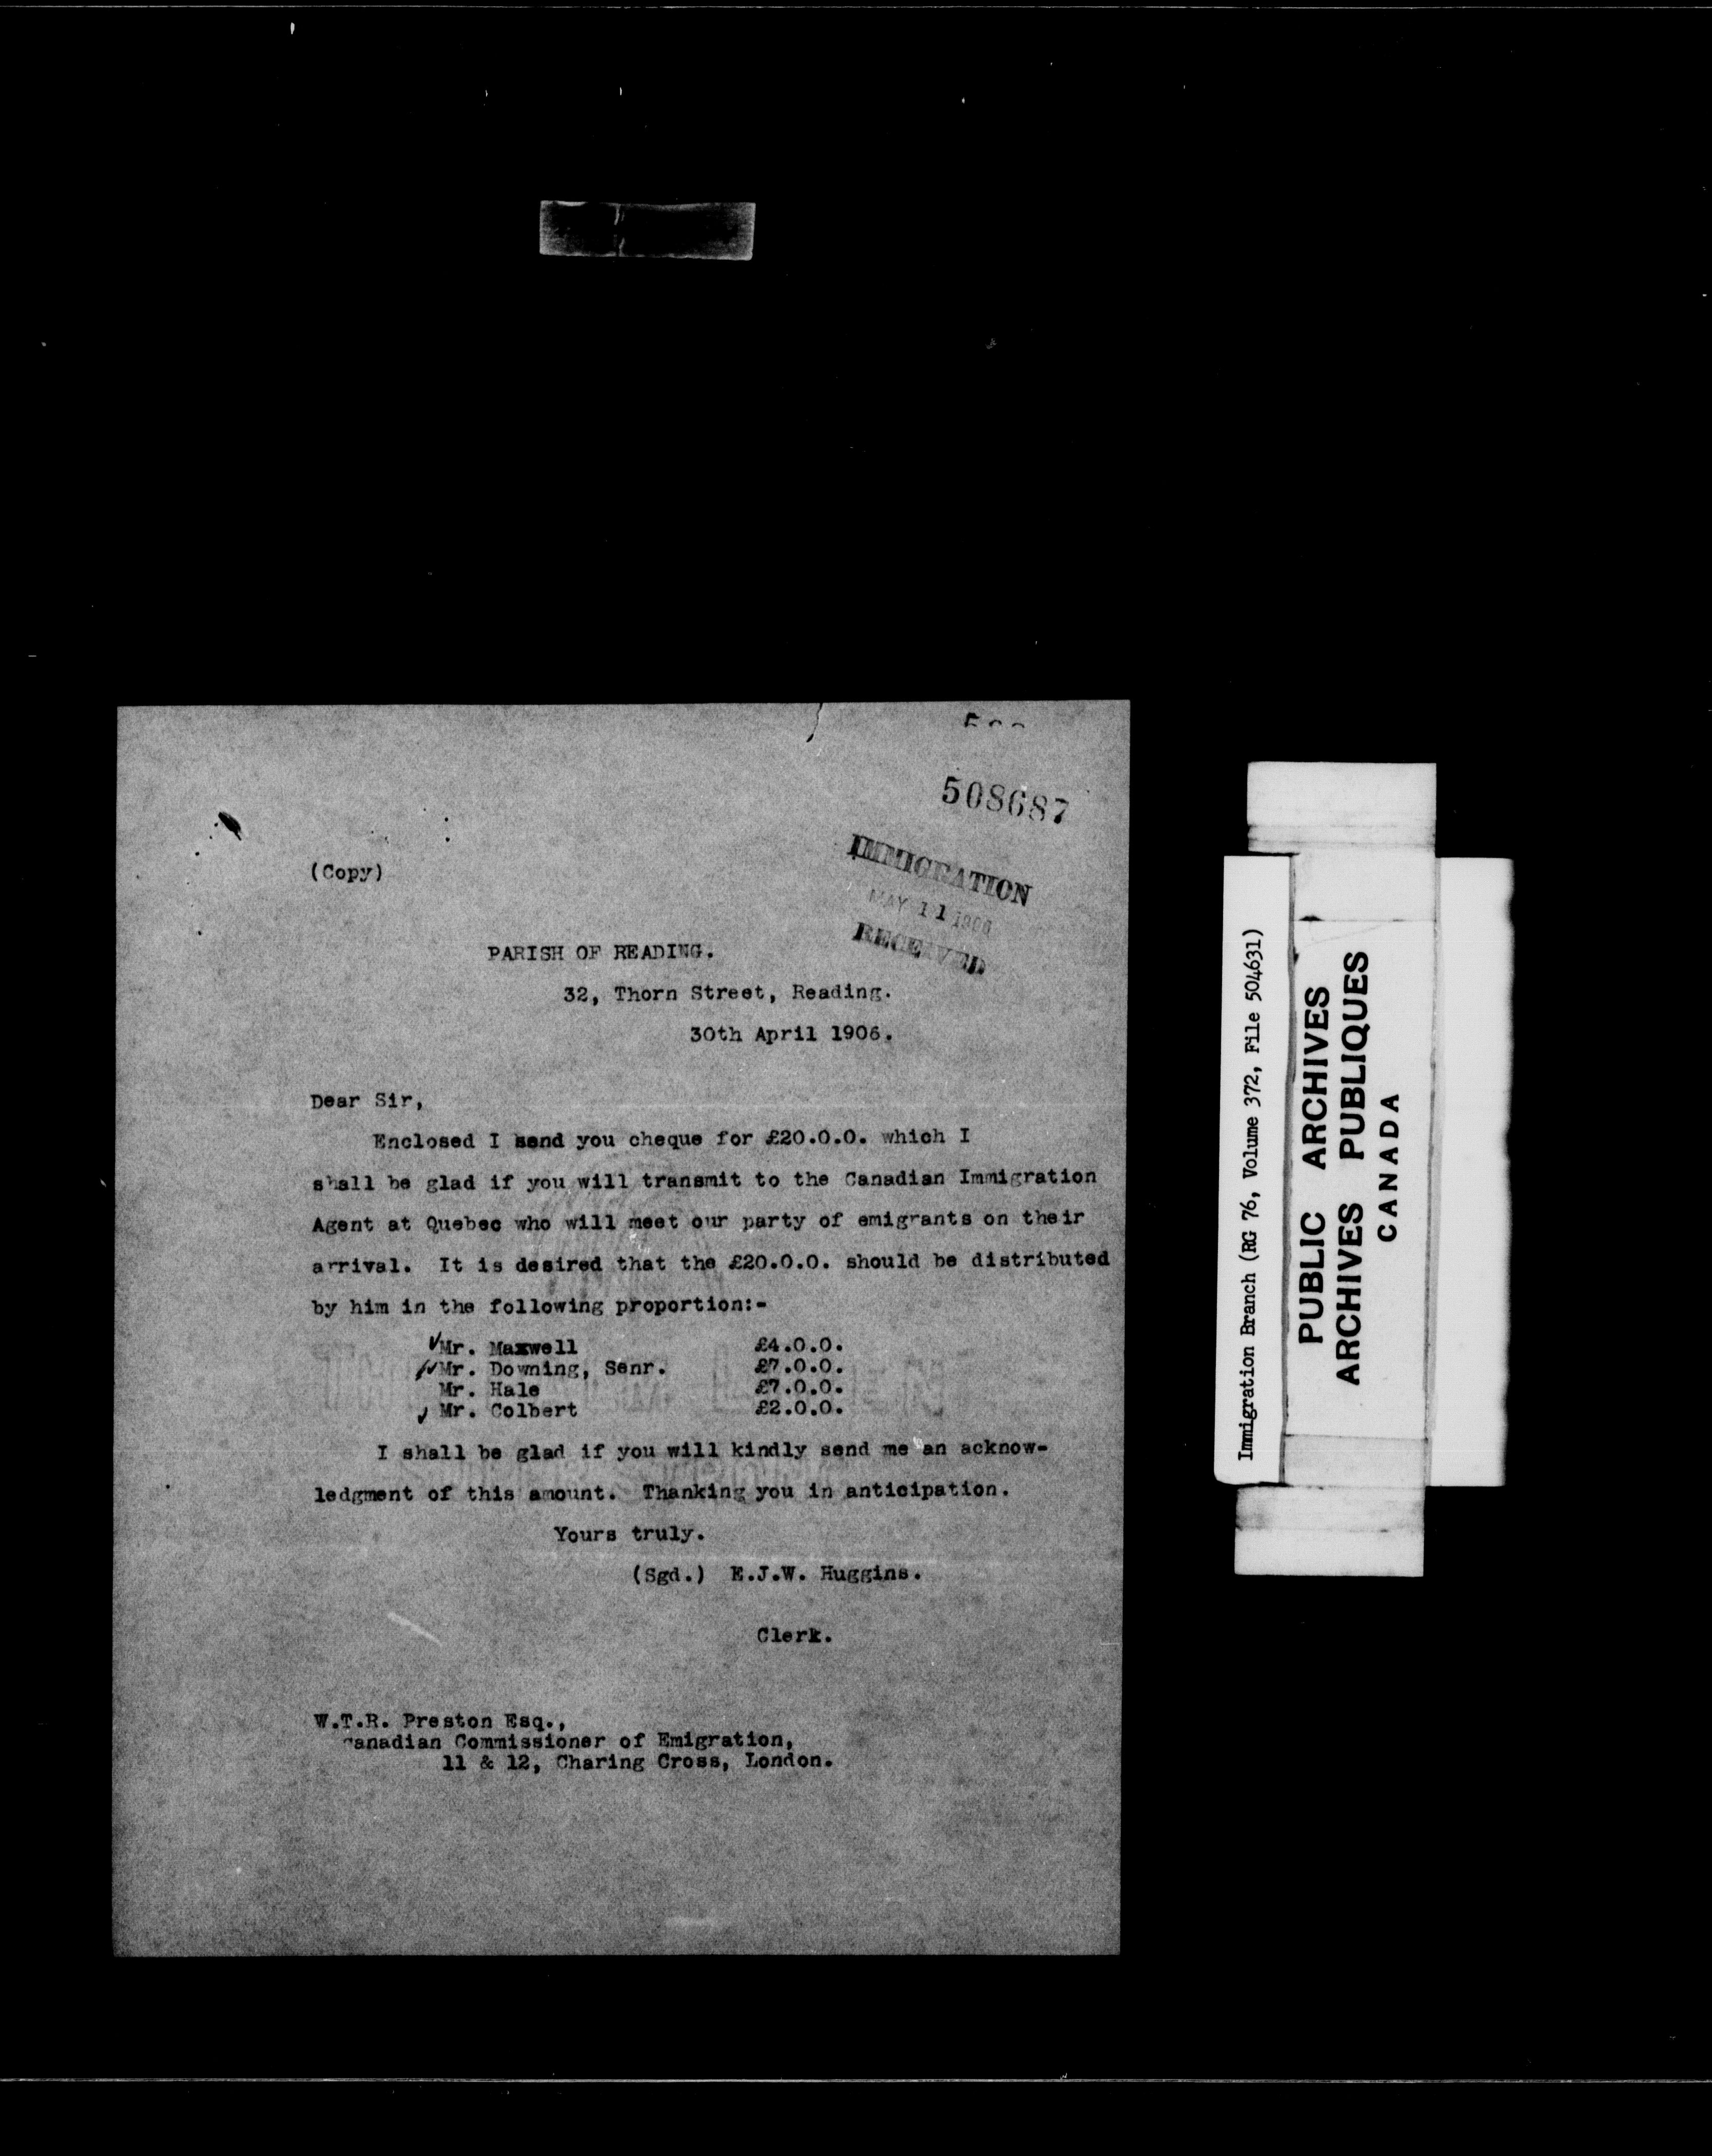 508687
IMMIGRATION
MAY 11 1906
RECEIVED
(Copy)
PARISH OF READING.
32, Thorn Street, Reading.
30th April 1906.
Dear Sir,
Enclosed I send you cheque for £20.0.0. which I
shall be glad if you will transmit to the Canadian Immigration
Agent at Quebec who will meet our party of emigrants on their
arrival. It is desired that the £20.0.0. should be distributed
by him in the following proportion:-
✓Mr. Maxwell £4.0.0.
✓Mr. Downing, Senr. £7.0.0.
Mr. Hale £7.0.0.
✓ Mr. Colbert £2.0.0.
I shall be glad if you will kindly send me an acknow-
ledgment of this amount. Thanking you in anticipation.
Yours truly.
(Sgd.) E.J.W. Huggins.
Clerk.
W.T.R. Preston Esq.,
Canadian Commissioner of Emigration,
11 & 12, Charing Cross, London.
Immigration Branch (RG 76, Volume 372, File 504631)
PUBLIC ARCHIVES
ARCHIVES PUBLIQUES
CANADA